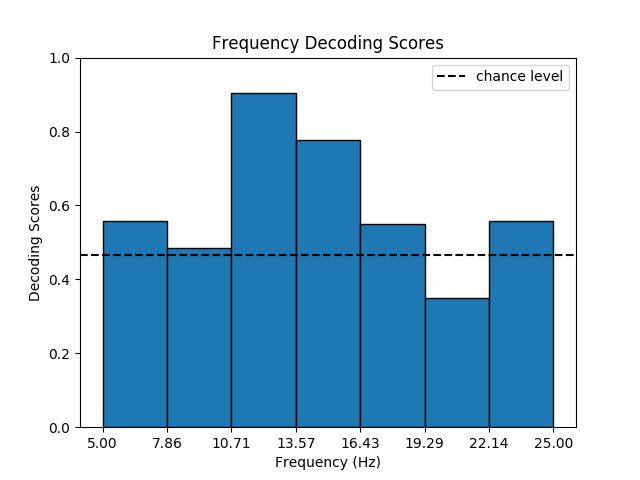 Frequency Decoding Scores
chance level
Decoding Scores
1.0
0.8
0.6
0.4
0.2
0.0
5.00 7.86 10.71 13.57 16.43 19.29 22.14 25.00
Frequency (Hz)